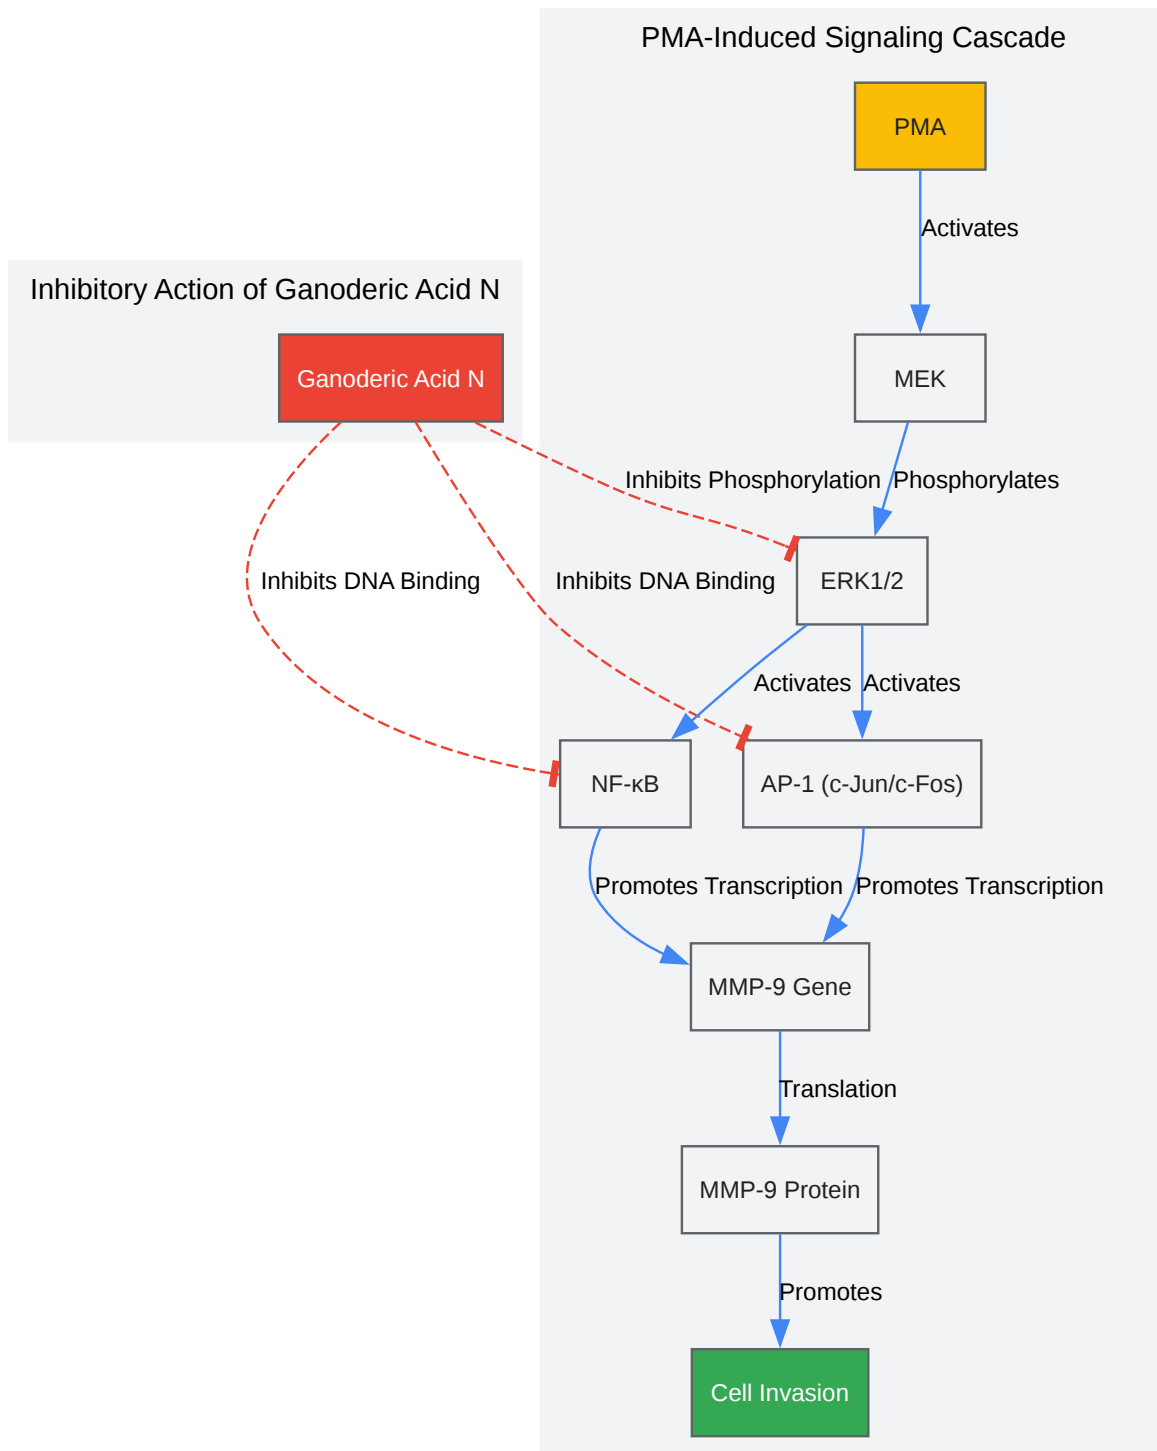 PMA-Induced Signaling Cascade
PMA
Activates
Inhibitory Action of Ganoderic Acid N
Ganoderic Acid N
MEK
Inhibits Phosphorylation
Phosphorylates
Inhibits DNA Binding
Inhibits DNA Binding
ERK1/2
Activates
Activates
NF-κB
AP-1 (c-Jun/c-Fos)
Promotes Transcription
Promotes Transcription
MMP-9 Gene
Translation
MMP-9 Protein
Promotes
Cell Invasion